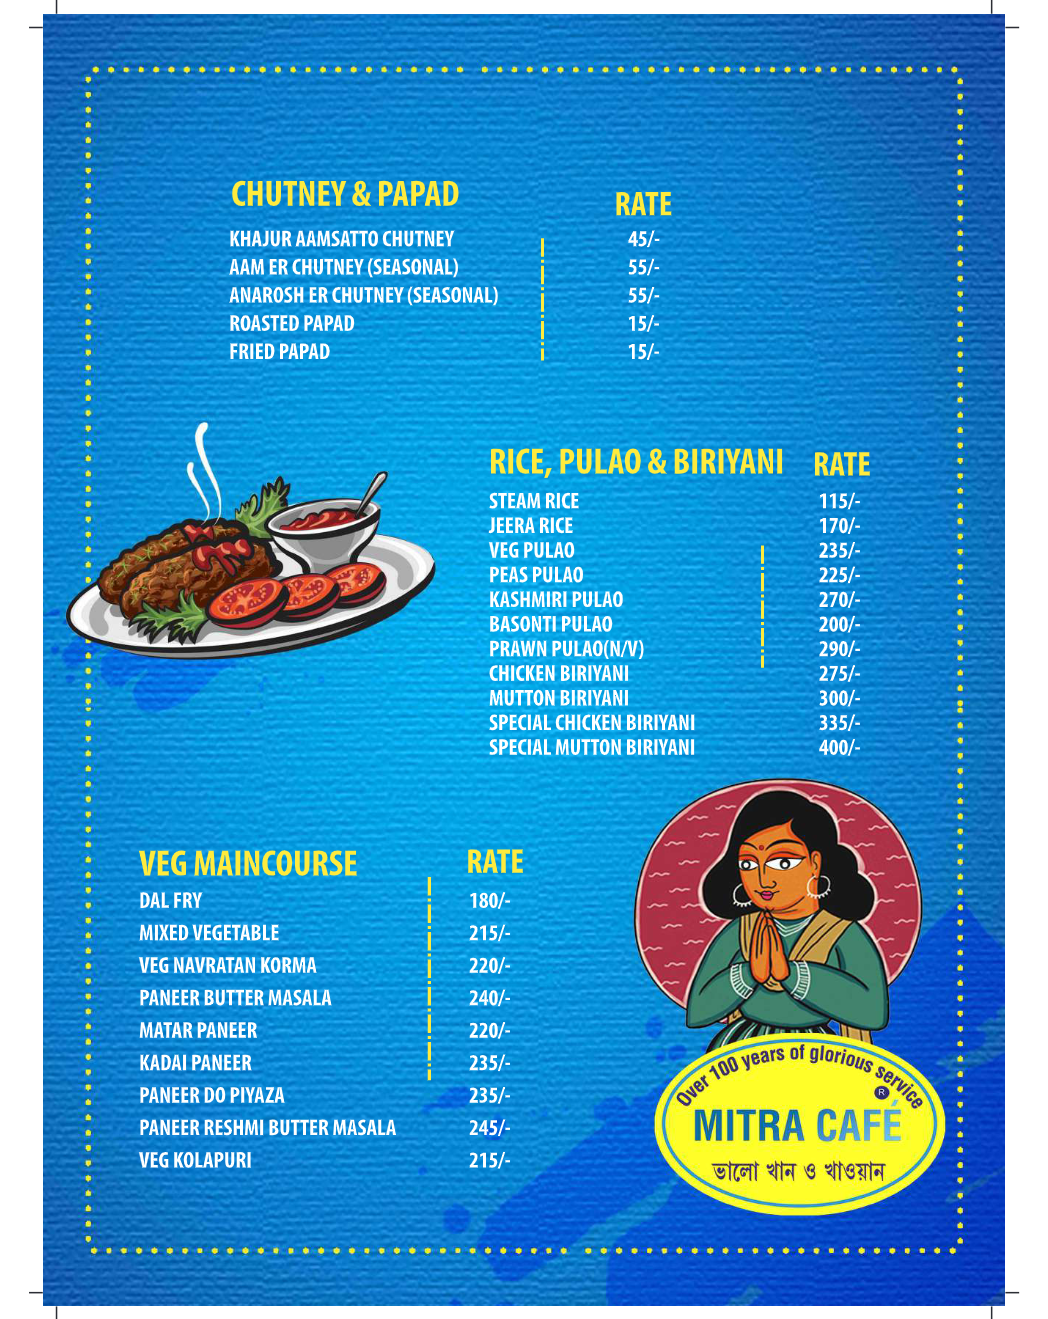 CHUTNEY & PAPAD RATE
KHAJUR AAMSATTO CHUTNEY 45/-
AAM ER CHUTNEY (SEASONAL) 55/-
ANAROSH ER CHUTNEY (SEASONAL) 55/-
ROASTED PAPAD 15/-
FRIED PAPAD 15/-
RICE, PULAO & BIRIYANI RATE
STEAM RICE 115/-
JEERA RICE 170/-
VEG PULAO 235/-
PEAS PULAO 225/-
KASHMIRI PULAO 270/-
BASONTI PULAO 200/-
PRAWN PULAO(N/V) 290/-
CHICKEN BIRIYANI 275/-
MUTTON BIRIYANI 300/-
SPECIAL CHICKEN BIRIYANI 335/-
SPECIAL MUTTON BIRIYANI 400/-
VEG MAINCOURSE RATE
DAL FRY 180/-
MIXED VEGETABLE 215/-
VEG NAVRATAN KORMA 220/-
PANEER BUTTER MASALA 240/-
MATAR PANEER 220/-
KADAI PANEER 235/-
PANEER DO PIYAZA 235/-
PANEER RESHMI BUTTER MASALA 245/-
VEG KOLAPURI 215/-
Over 100 years of glorious service
®
MITRA CAFÉ
ভালো খান ও খাওয়ান